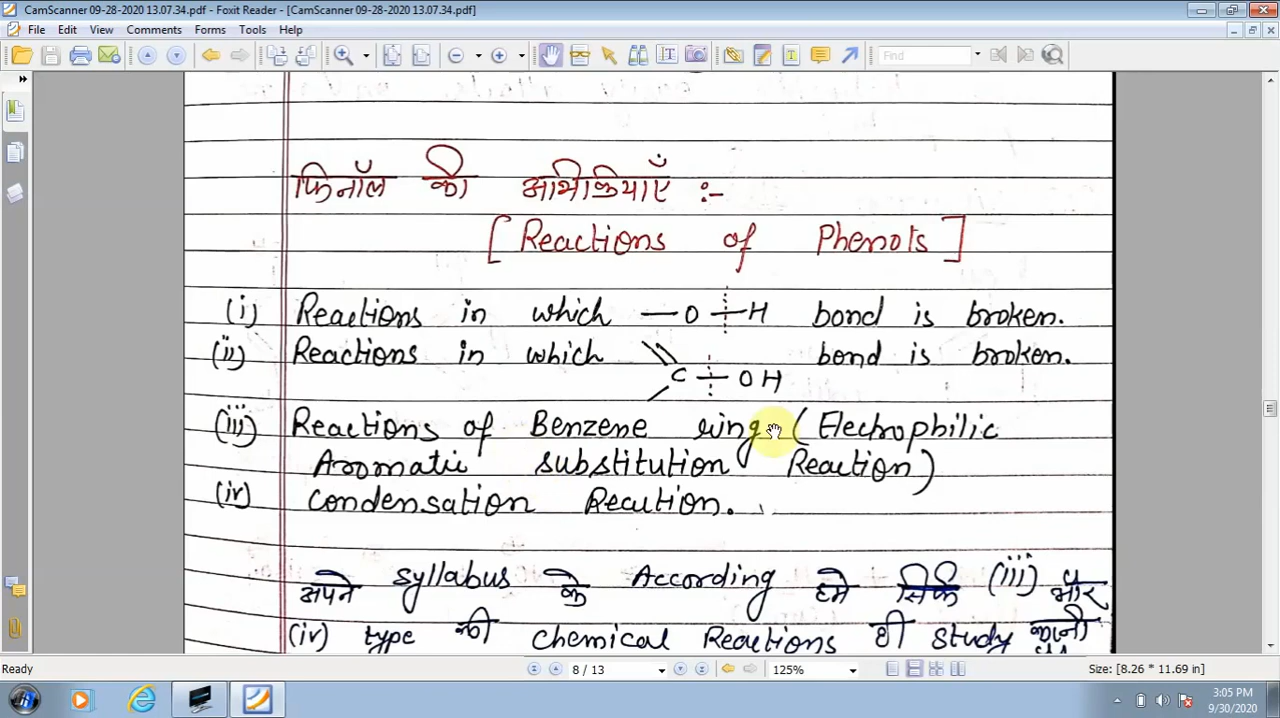 CamScanner 09-28-2020 13.07.34.pdf - Foxit Reader - [CamScanner 09-28-2020 13.07.34.pdf]
File Edit View Comments Forms Tools Help
Find
फिनॉल की अभिक्रियाएँ :-
[Reactions of Phenols]
(i) Reactions in which —O—H bond is broken.
(ii) Reactions in which C—OH bond is broken.
(iii) Reactions of Benzene ring (Electrophilic
Aromatic substitution Reaction)
(iv) Condensation Reaction.
अपने syllabus के According हमे सिर्फ (iii) और
(iv) type की chemical Reactions की study करनी
Ready
8 / 13
125%
Size: [8.26 * 11.69 in]
3:05 PM
9/30/2020